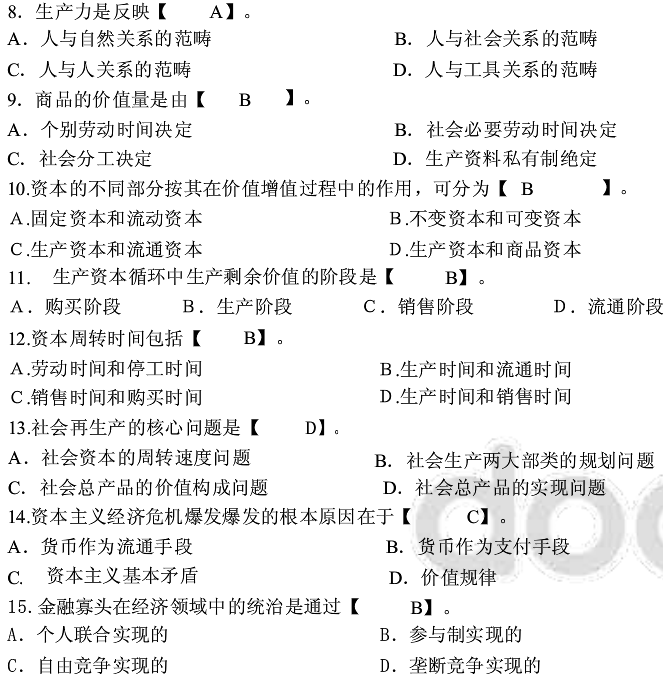 8. 生产力是反映【 A】。
A. 人与自然关系的范畴 B. 人与社会关系的范畴
C. 人与人关系的范畴 D. 人与工具关系的范畴
9. 商品的价值量是由【 B 】。
A. 个别劳动时间决定 B. 社会必要劳动时间决定
C. 社会分工决定 D. 生产资料私有制绝定
10.资本的不同部分按其在价值增值过程中的作用，可分为【 B 】。
A.固定资本和流动资本 B.不变资本和可变资本
C.生产资本和流通资本 D.生产资本和商品资本
11. 生产资本循环中生产剩余价值的阶段是【 B】。
A. 购买阶段 B. 生产阶段 C. 销售阶段 D. 流通阶段
12.资本周转时间包括【 B】。
A.劳动时间和停工时间 B.生产时间和流通时间
C.销售时间和购买时间 D.生产时间和销售时间
13.社会再生产的核心问题是【 D】。
A. 社会资本的周转速度问题 B. 社会生产两大部类的规划问题
C. 社会总产品的价值构成问题 D. 社会总产品的实现问题
14.资本主义经济危机爆发爆发的根本原因在于【 C】。
A. 货币作为流通手段 B. 货币作为支付手段
C. 资本主义基本矛盾 D. 价值规律
15. 金融寡头在经济领域中的统治是通过【 B】。
A. 个人联合实现的 B. 参与制实现的
C. 自由竞争实现的 D. 垄断竞争实现的
doc